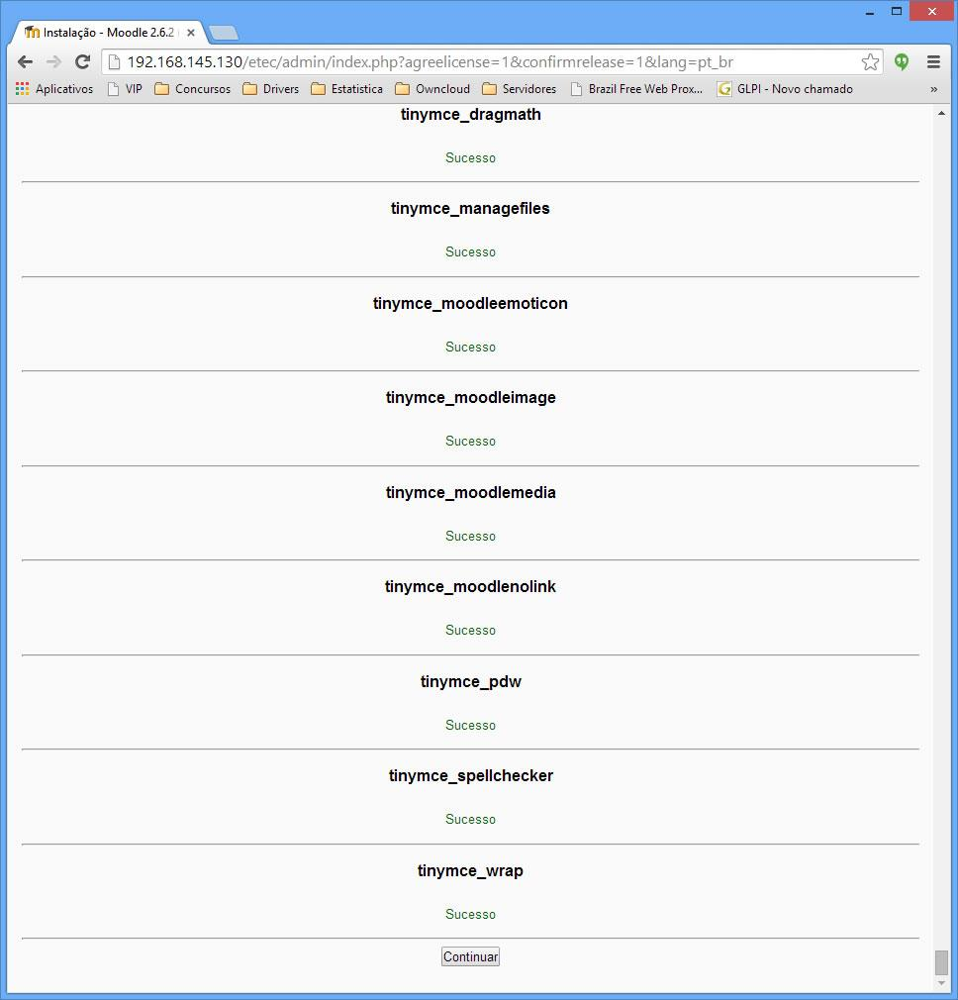 Instalação - Moodle 2.6.2
192.168.145.130/etec/admin/index.php?agreelicense=1&confirmrelease=1&lang=pt_br
Aplicativos VIP Concursos Drivers Estatistica Owncloud Servidores Brazil Free Web Prox... GLPI - Novo chamado »
tinymce_dragmath
Sucesso
tinymce_managefiles
Sucesso
tinymce_moodleemoticon
Sucesso
tinymce_moodleimage
Sucesso
tinymce_moodlemedia
Sucesso
tinymce_moodlenolink
Sucesso
tinymce_pdw
Sucesso
tinymce_spellchecker
Sucesso
tinymce_wrap
Sucesso
Continuar